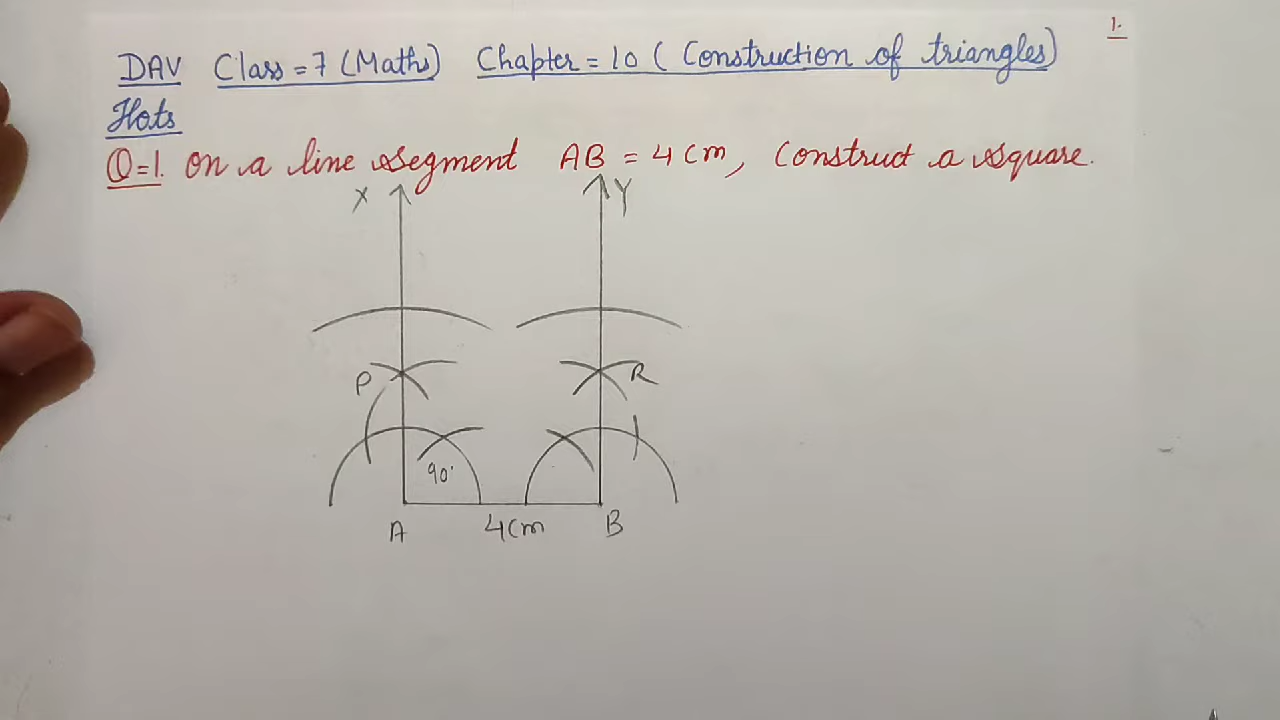 1.
DAV Class = 7 (Maths) Chapter = 10 ( Construction of triangles)
Hots
Q=1. On a line segment AB = 4 Cm, Construct a square.
X Y
P R
90°
A 4Cm B